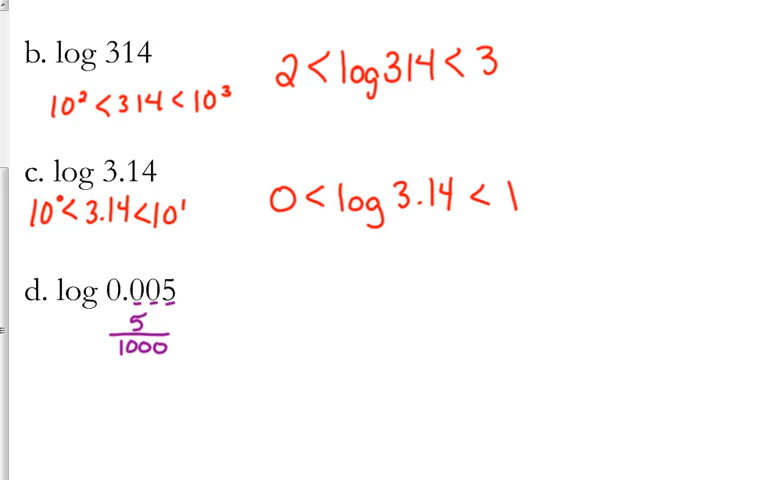 b. log 314
2 < log 314 < 3
10² < 314 < 10³
c. log 3.14
10⁰ < 3.14 < 10¹
0 < log 3.14 < 1
d. log 0.005
5
1000